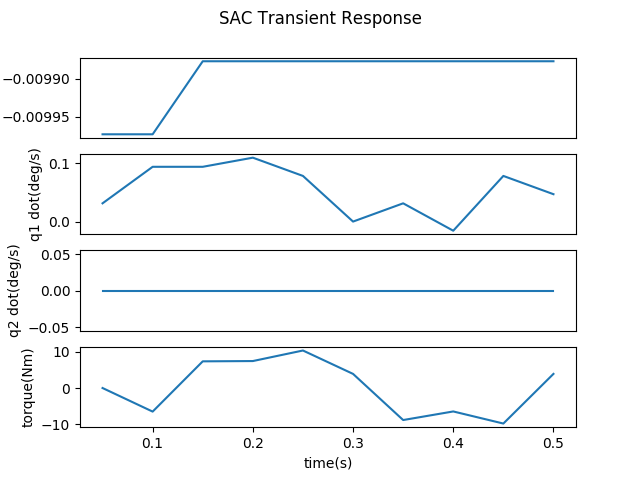 SAC Transient Response
−0.00990
−0.00995
0.1
0.0
q1 dot(deg/s)
0.05
0.00
−0.05
q2 dot(deg/s)
10
0
−10
torque(Nm)
0.1 0.2 0.3 0.4 0.5
time(s)